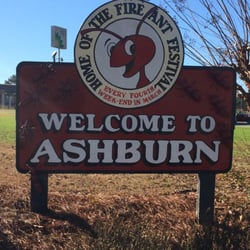 HOME OF THE FIRE ANT FESTIVAL
EVERY FOURTH
WEEK-END IN MARCH
WELCOME TO
ASHBURN